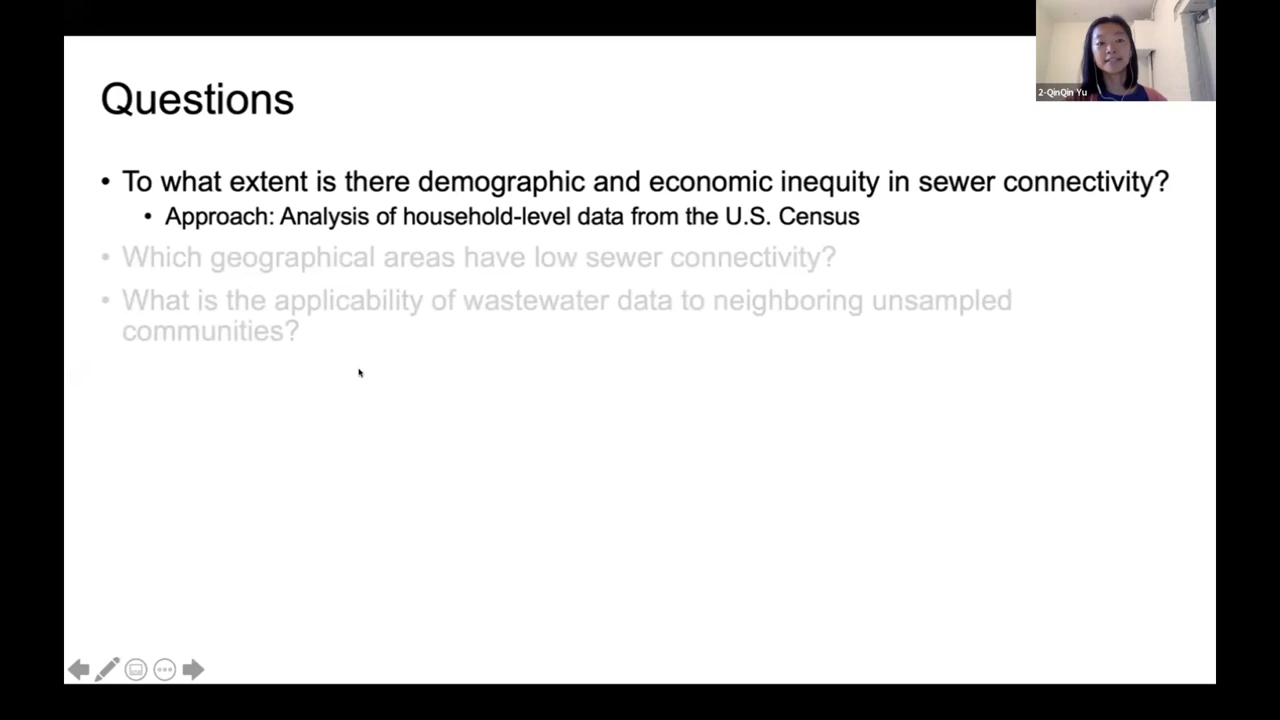 2-QinQin Yu
Questions
• To what extent is there demographic and economic inequity in sewer connectivity?
• Approach: Analysis of household-level data from the U.S. Census
• Which geographical areas have low sewer connectivity?
• What is the applicability of wastewater data to neighboring unsampled
communities?